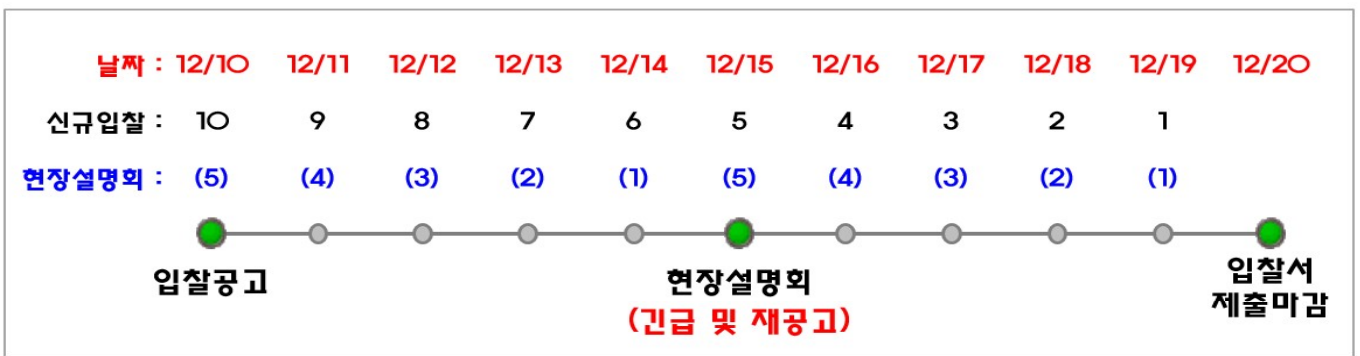 날짜 : 12/10 12/11 12/12 12/13 12/14 12/15 12/16 12/17 12/18 12/19 12/20
신규입찰 : 10 9 8 7 6 5 4 3 2 1
현장설명회 : (5) (4) (3) (2) (1) (5) (4) (3) (2) (1)
입찰공고 현장설명회 입찰서
(긴급 및 재공고) 제출마감